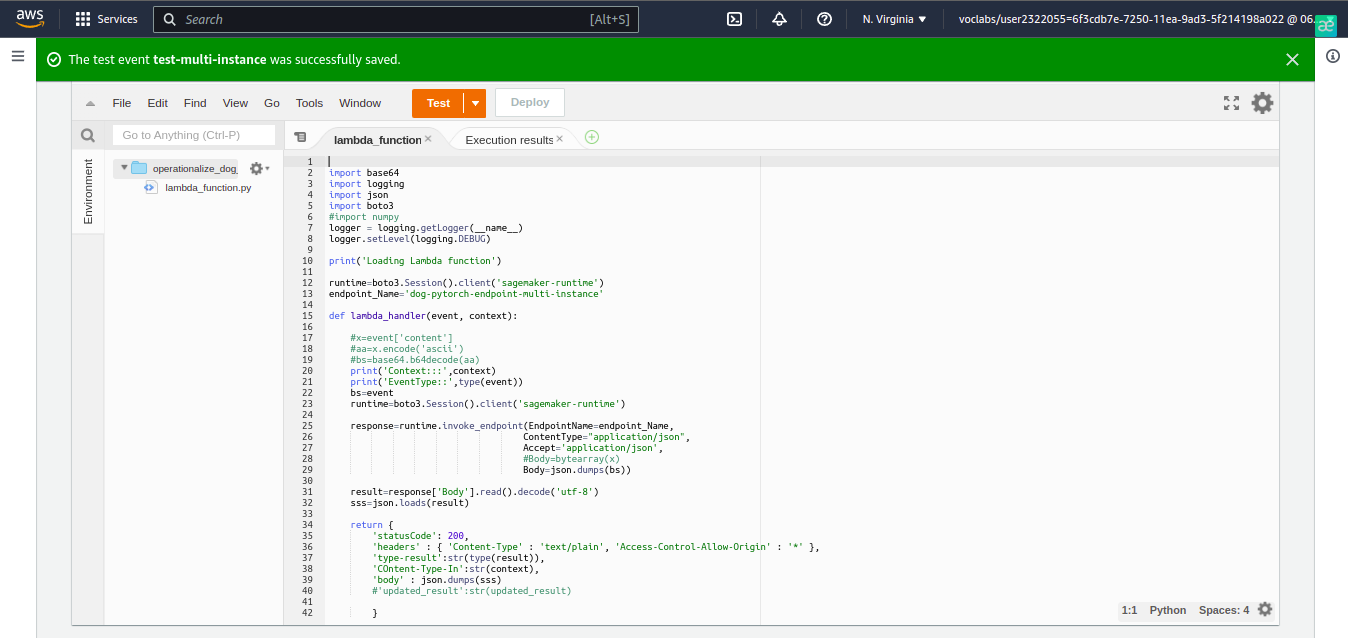 aws Services Search [Alt+S] N. Virginia voclabs/user2322055=6f3cdb7e-7250-11ea-9ad3-5f214198a022 @ 06.
The test event test-multi-instance was successfully saved.
File Edit Find View Go Tools Window Test Deploy
Go to Anything (Ctrl-P) lambda_function Execution results
Environment
operationalize_dog_
lambda_function.py
1
2 import base64
3 import logging
4 import json
5 import boto3
6 #import numpy
7 logger = logging.getLogger(__name__)
8 logger.setLevel(logging.DEBUG)
9
10 print('Loading Lambda function')
11
12 runtime=boto3.Session().client('sagemaker-runtime')
13 endpoint_Name='dog-pytorch-endpoint-multi-instance'
14
15 def lambda_handler(event, context):
16
17     #x=event['content']
18     #aa=x.encode('ascii')
19     #bs=base64.b64decode(aa)
20     print('Context:::',context)
21     print('EventType::',type(event))
22     bs=event
23     runtime=boto3.Session().client('sagemaker-runtime')
24
25     response=runtime.invoke_endpoint(EndpointName=endpoint_Name,
26                                     ContentType="application/json",
27                                     Accept='application/json',
28                                     #Body=bytearray(x)
29                                     Body=json.dumps(bs))
30
31     result=response['Body'].read().decode('utf-8')
32     sss=json.loads(result)
33
34     return {
35         'statusCode': 200,
36         'headers' : { 'Content-Type' : 'text/plain', 'Access-Control-Allow-Origin' : '*' },
37         'type-result':str(type(result)),
38         'COntent-Type-In':str(context),
39         'body' : json.dumps(sss)
40         #'updated_result':str(updated_result)
41
42         }
1:1 Python Spaces: 4